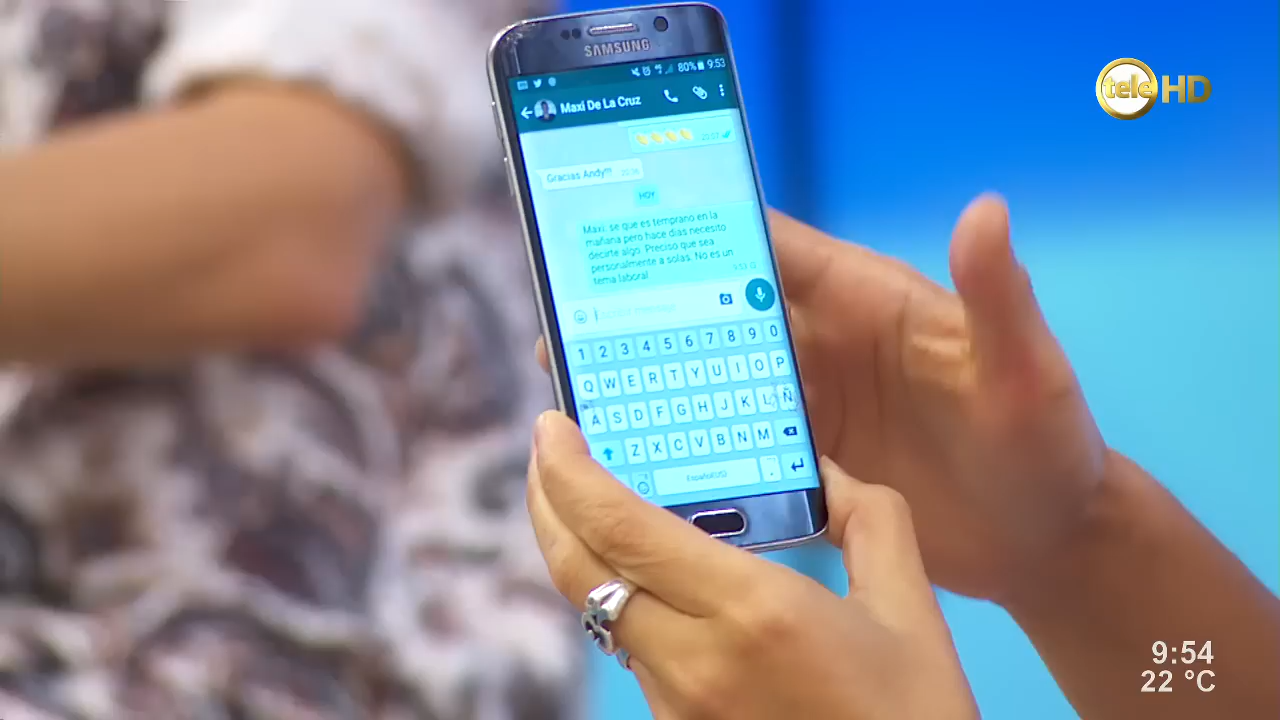 SAMSUNG
80% 9:53
Maxi De La Cruz
Gracias Andy!!!
HOY
Maxi: se que es temprano en la
mañana pero hace dias necesito
decirte algo. Preciso que sea
personalmente a solas. No es un
tema laboral
9:53
1 2 3 4 5 6 7 8 9 0
Q W E R T Y U I O P
A S D F G H J K L Ñ
Z X C V B N M
.
tele HD
9:54
22 °C